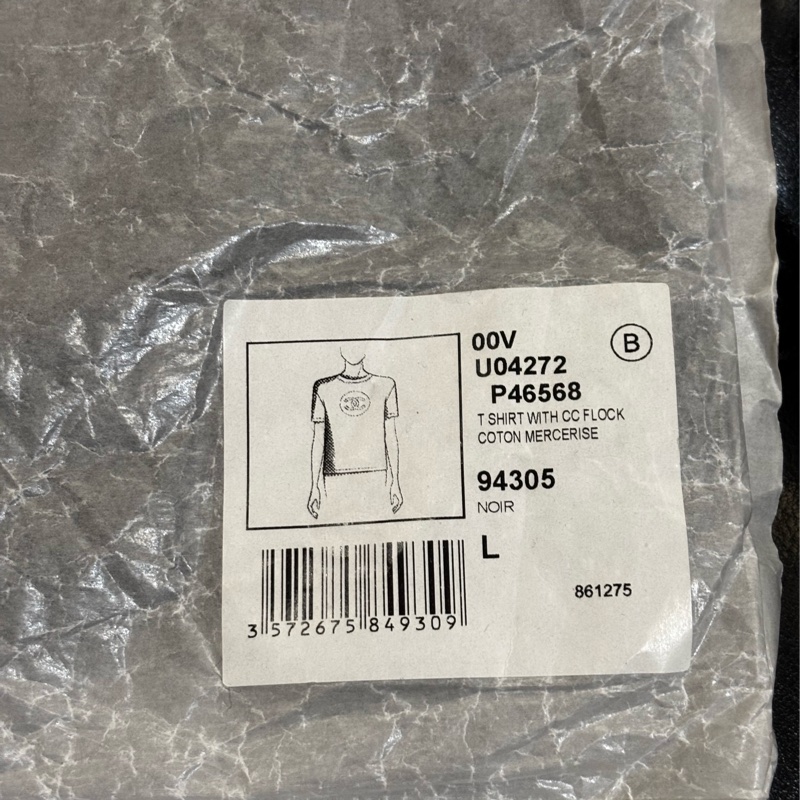 00V
B
U04272
P46568
T SHIRT WITH CC FLOCK
COTON MERCERISE
94305
NOIR
L
861275
3 572675 849309